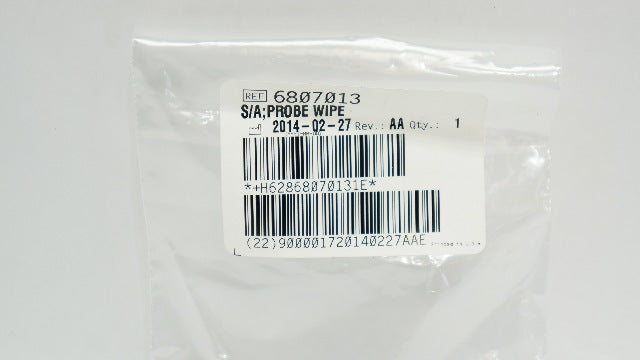 REF 6807013
S/A;PROBE WIPE
2014-02-27 Rev.: AA Qty.: 1
*+H62868070131E*
(22)900001720140227AAE